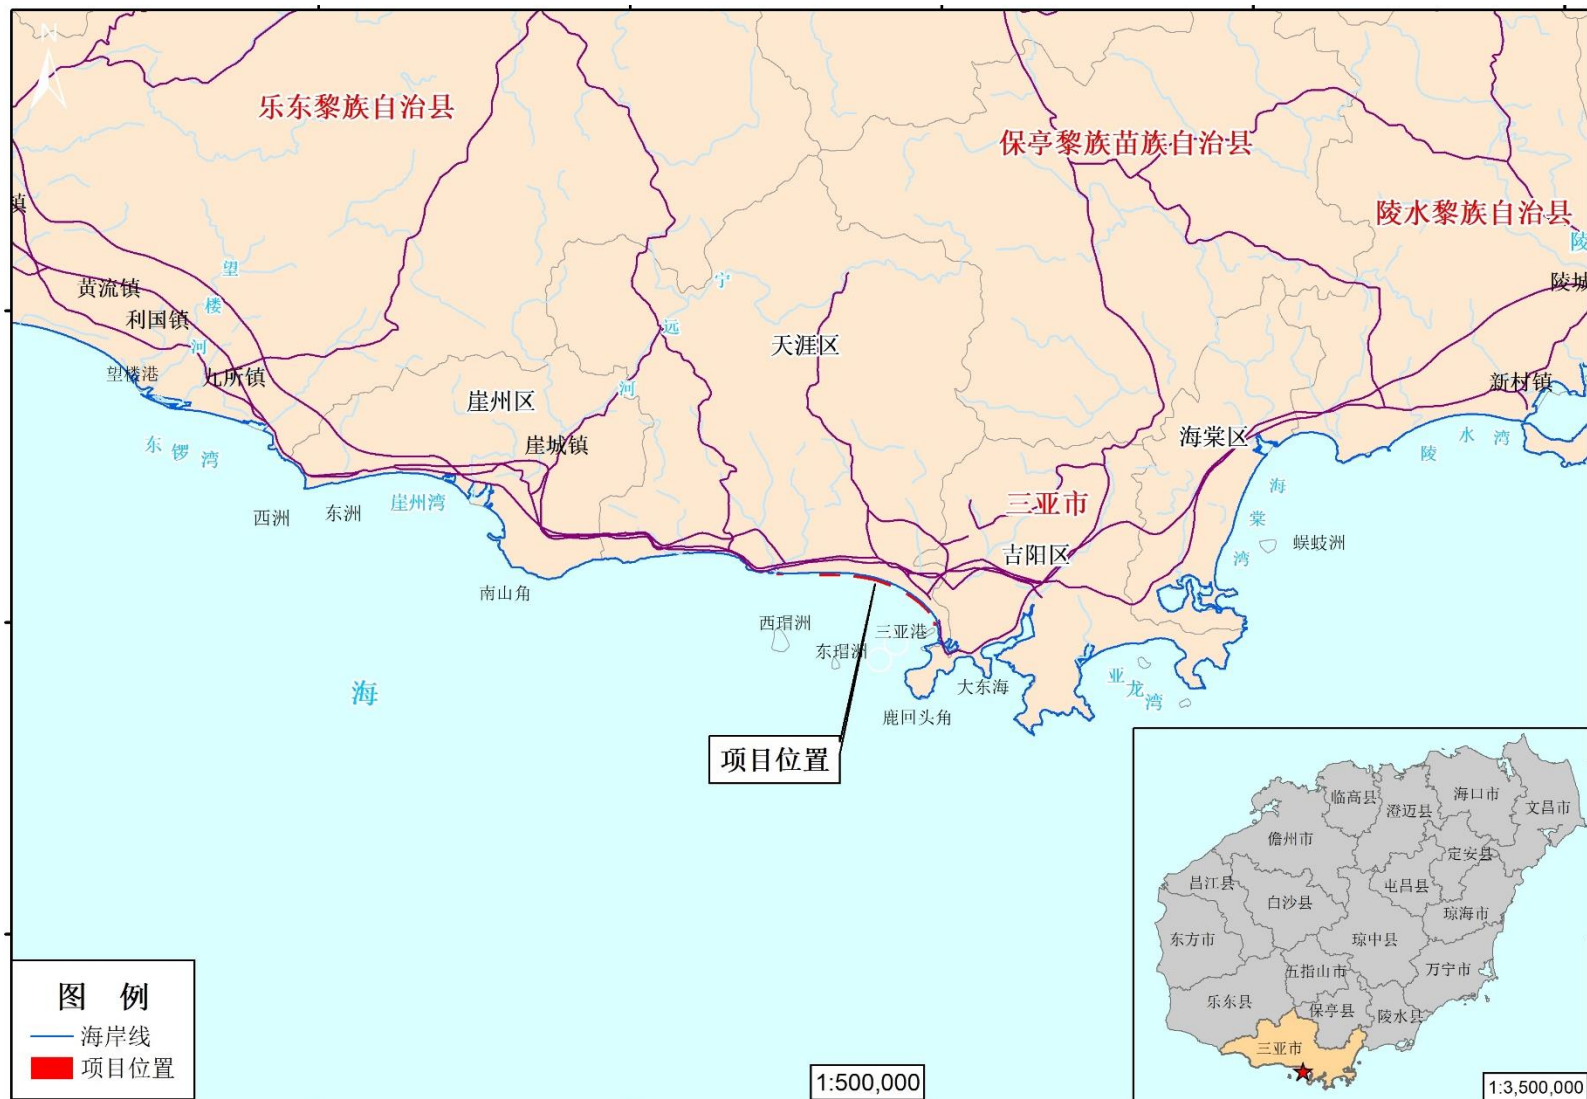 N
乐东黎族自治县
保亭黎族苗族自治县
陵水黎族自治县
镇
陵
望
楼
河
宁
远
河
黄流镇
利国镇
陵城
天涯区
望楼港
九所镇
新村镇
崖州区
崖城镇
海棠区
东锣湾
陵水湾
西洲
东洲
崖州湾
三亚市
吉阳区
海
棠
湾
蜈蚑洲
南山角
西瑁洲
东瑁洲
三亚港
大东海
亚龙湾
鹿回头角
海
项目位置
图 例
海岸线
项目位置
1:500,000
临高县
澄迈县
海口市
文昌市
儋州市
定安县
昌江县
屯昌县
白沙县
琼海市
东方市
琼中县
五指山市
万宁市
乐东县
保亭县
陵水县
三亚市
1:3,500,000